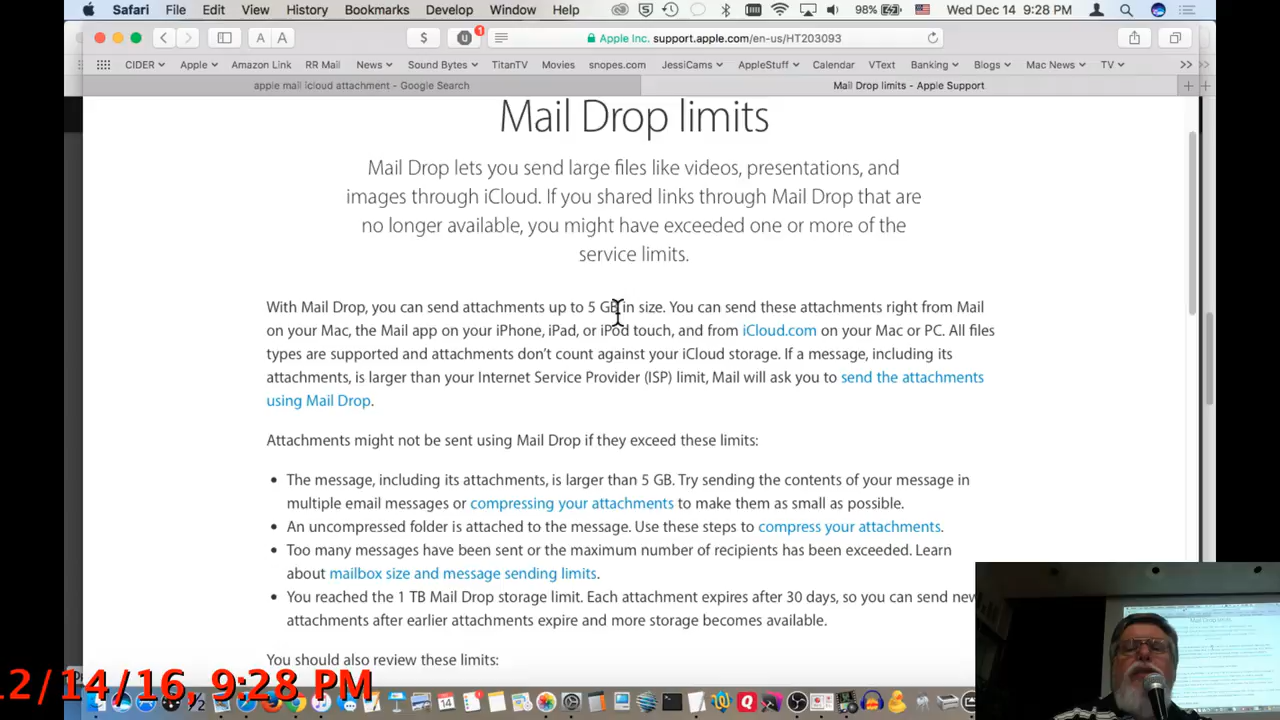 Safari File Edit View History Bookmarks Develop Window Help 98% Wed Dec 14 9:28 PM
A A $ U Apple Inc. support.apple.com/en-us/HT203093
CIDER Apple Amazon Link RR Mail News Sound Bytes TitanTV Movies snopes.com JessiCams AppleStuff Calendar VText Banking Blogs Mac News TV >>
apple mail icloud attachment - Google Search Mail Drop limits - Apple Support
Mail Drop limits
Mail Drop lets you send large files like videos, presentations, and
images through iCloud. If you shared links through Mail Drop that are
no longer available, you might have exceeded one or more of the
service limits.
With Mail Drop, you can send attachments up to 5 GB in size. You can send these attachments right from Mail
on your Mac, the Mail app on your iPhone, iPad, or iPod touch, and from iCloud.com on your Mac or PC. All files
types are supported and attachments don't count against your iCloud storage. If a message, including its
attachments, is larger than your Internet Service Provider (ISP) limit, Mail will ask you to send the attachments
using Mail Drop.
Attachments might not be sent using Mail Drop if they exceed these limits:
• The message, including its attachments, is larger than 5 GB. Try sending the contents of your message in
multiple email messages or compressing your attachments to make them as small as possible.
• An uncompressed folder is attached to the message. Use these steps to compress your attachments.
• Too many messages have been sent or the maximum number of recipients has been exceeded. Learn
about mailbox size and message sending limits.
• You reached the 1 TB Mail Drop storage limit. Each attachment expires after 30 days, so you can send new
attachments after earlier attachments expire and more storage becomes available.
You should also review your limits
12/14/16, 9:28 PM
Mail Drop limits